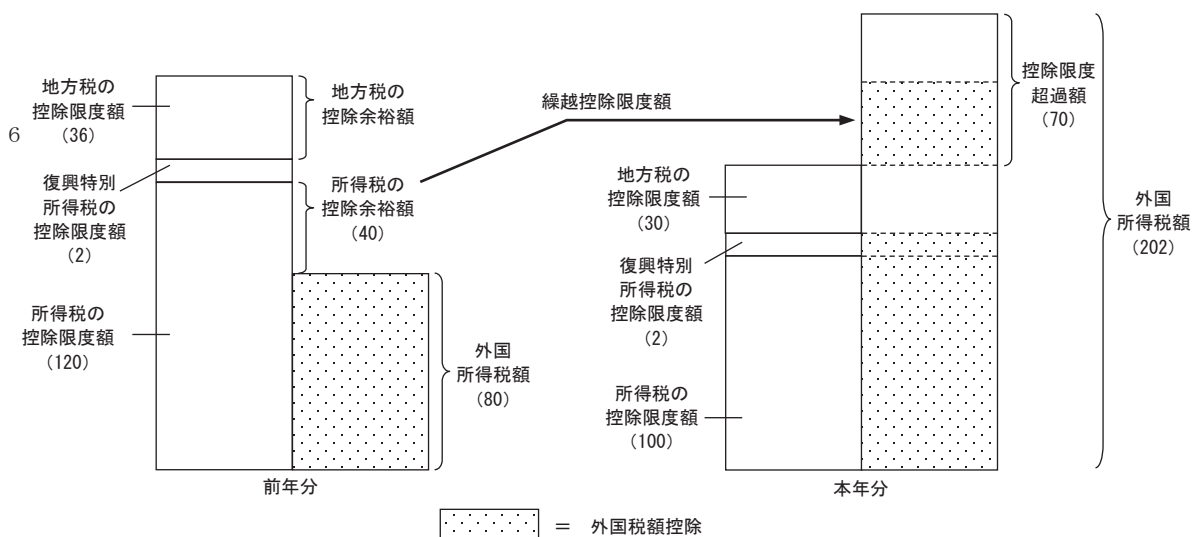 6
地方税の
控除限度額
(36)
復興特別
所得税の
控除限度額
(2)
所得税の
控除限度額
(120)
地方税の
控除余裕額
所得税の
控除余裕額
(40)
外国
所得税額
(80)
前年分
繰越控除限度額
地方税の
控除限度額
(30)
復興特別
所得税の
控除限度額
(2)
所得税の
控除限度額
(100)
控除限度
超過額
(70)
外国
所得税額
(202)
本年分
= 外国税額控除